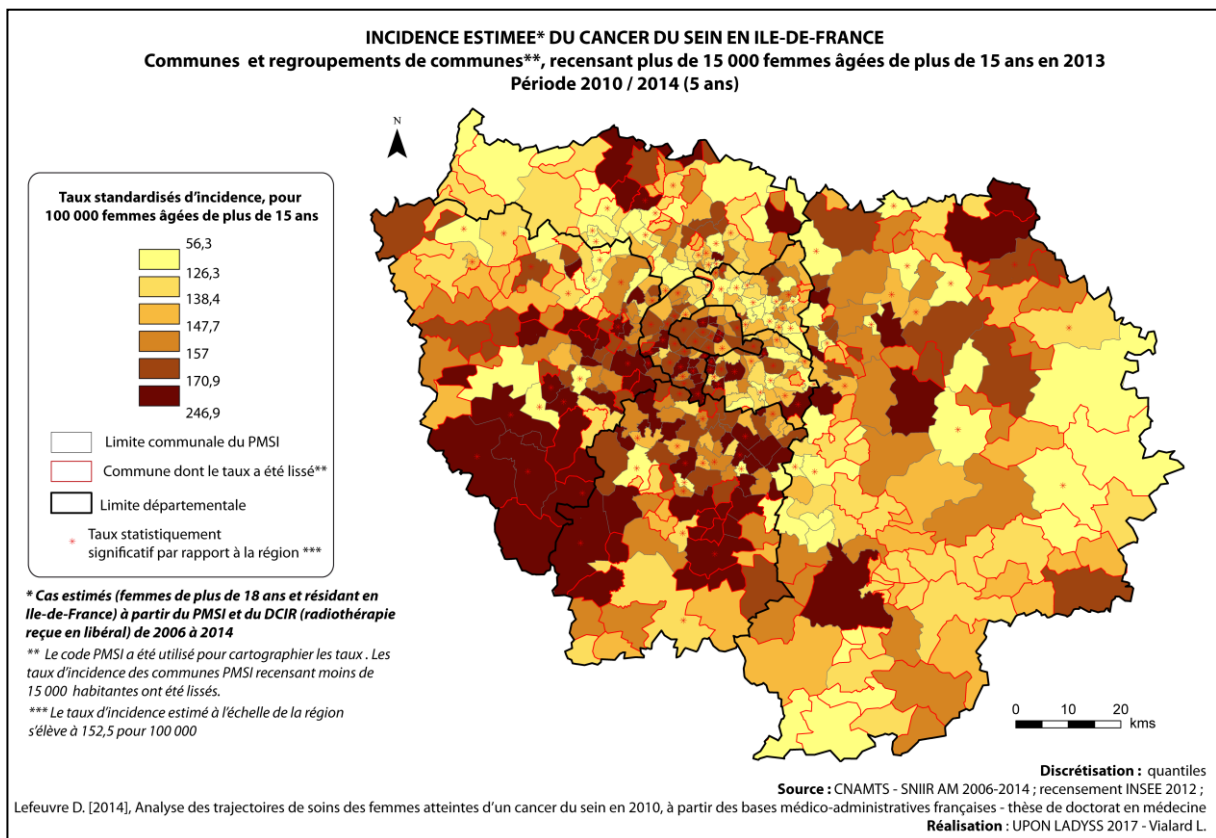 INCIDENCE ESTIMEE* DU CANCER DU SEIN EN ILE-DE-FRANCE
Communes et regroupements de communes**, recensant plus de 15 000 femmes âgées de plus de 15 ans en 2013
Période 2010 / 2014 (5 ans)
N
Taux standardisés d'incidence, pour
100 000 femmes âgées de plus de 15 ans
56,3
126,3
138,4
147,7
157
170,9
246,9
Limite communale du PMSI
Commune dont le taux a été lissé**
Limite départementale
* Taux statistiquement
significatif par rapport à la région ***
* Cas estimés (femmes de plus de 18 ans et résidant en
Ile-de-France) à partir du PMSI et du DCIR (radiothérapie
reçue en libéral) de 2006 à 2014
** Le code PMSI a été utilisé pour cartographier les taux . Les
taux d'incidence des communes PMSI recensant moins de
15 000 habitantes ont été lissés.
*** Le taux d'incidence estimé à l'échelle de la région
s'élève à 152,5 pour 100 000
0 10 20
kms
Discrétisation : quantiles
Source : CNAMTS - SNIIR AM 2006-2014 ; recensement INSEE 2012 ;
Lefeuvre D. [2014], Analyse des trajectoires de soins des femmes atteintes d'un cancer du sein en 2010, à partir des bases médico-administratives françaises - thèse de doctorat en médecine
Réalisation : UPON LADYSS 2017 - Vialard L.